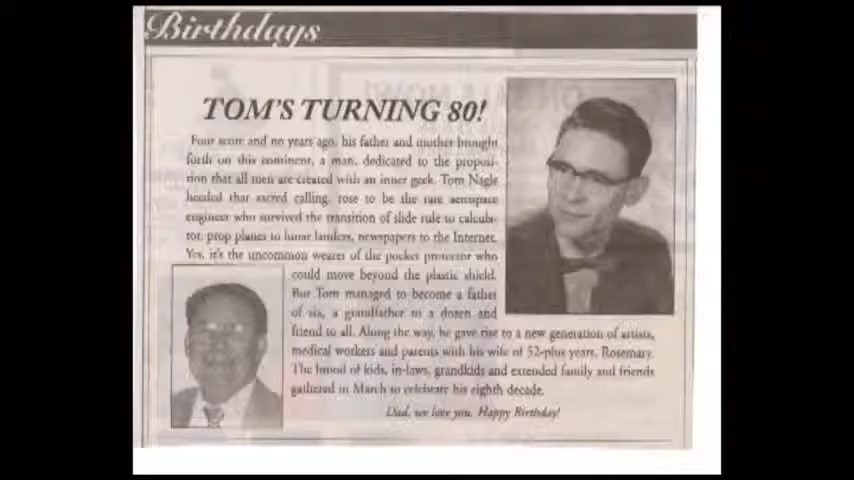 Birthdays
TOM'S TURNING 80!
Four score and no years ago, his father and mother brought
forth on this continent, a man, dedicated to the proposi-
tion that all men are created with an inner geek. Tom Nagle
heeded that sacred calling, rose to be the rare aerospace
engineer who survived the transition of slide rule to calcula-
tor, prop planes to lunar landers, newspapers to the Internet.
Yes, it's the uncommon wearer of the pocket protector who
could move beyond the plastic shield.
But Tom managed to become a father
of six, a grandfather to a dozen and
friend to all. Along the way, he gave rise to a new generation of artists,
medical workers and parents with his wife of 52-plus years, Rosemary.
The brood of kids, in-laws, grandkids and extended family and friends
gathered in March to celebrate his eighth decade.
Dad, we love you. Happy Birthday!